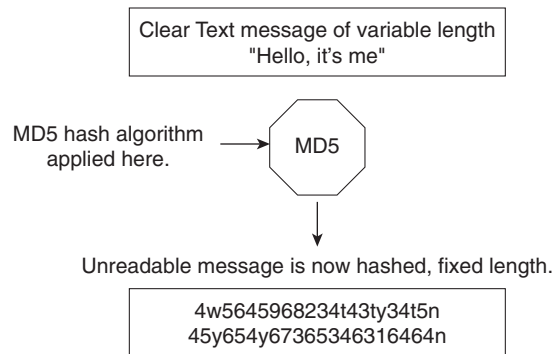 Clear Text message of variable length
"Hello, it's me"
MD5 hash algorithm
applied here.
MD5
Unreadable message is now hashed, fixed length.
4w5645968234t43ty34t5n
45y654y67365346316464n